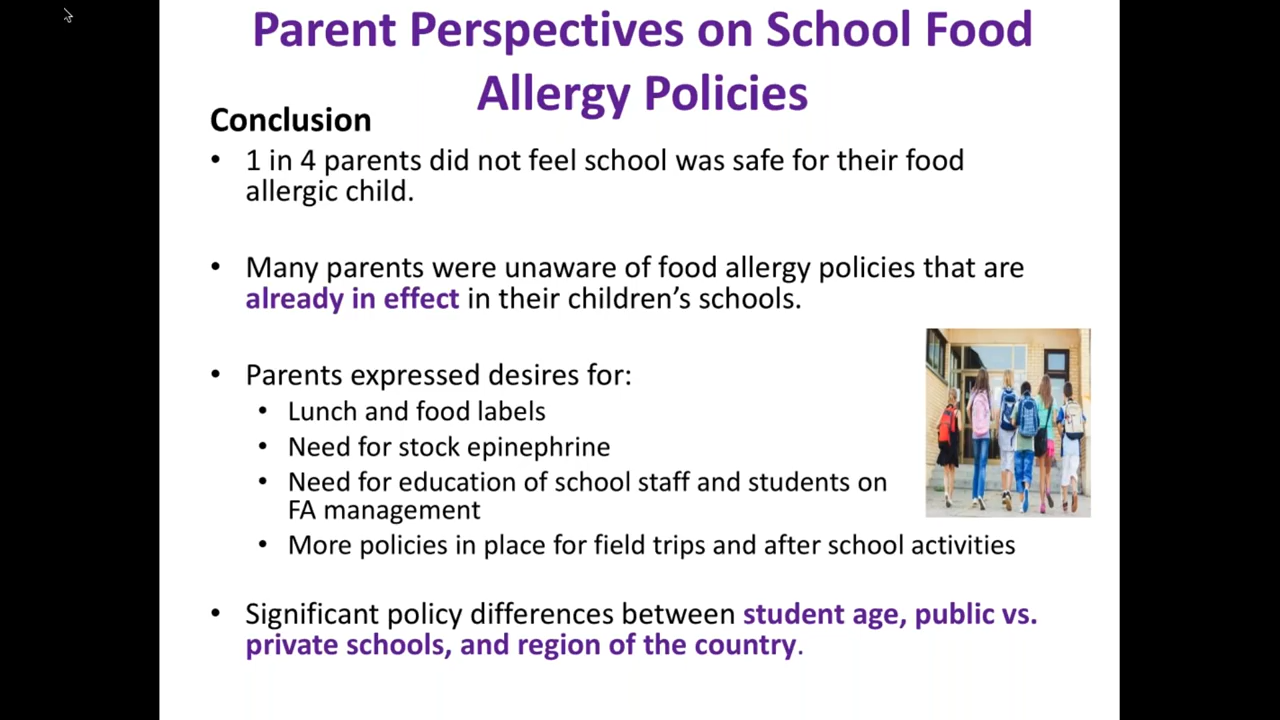 Parent Perspectives on School Food
Allergy Policies
Conclusion
• 1 in 4 parents did not feel school was safe for their food
allergic child.
• Many parents were unaware of food allergy policies that are
already in effect in their children’s schools.
• Parents expressed desires for:
• Lunch and food labels
• Need for stock epinephrine
• Need for education of school staff and students on
FA management
• More policies in place for field trips and after school activities
• Significant policy differences between student age, public vs.
private schools, and region of the country.